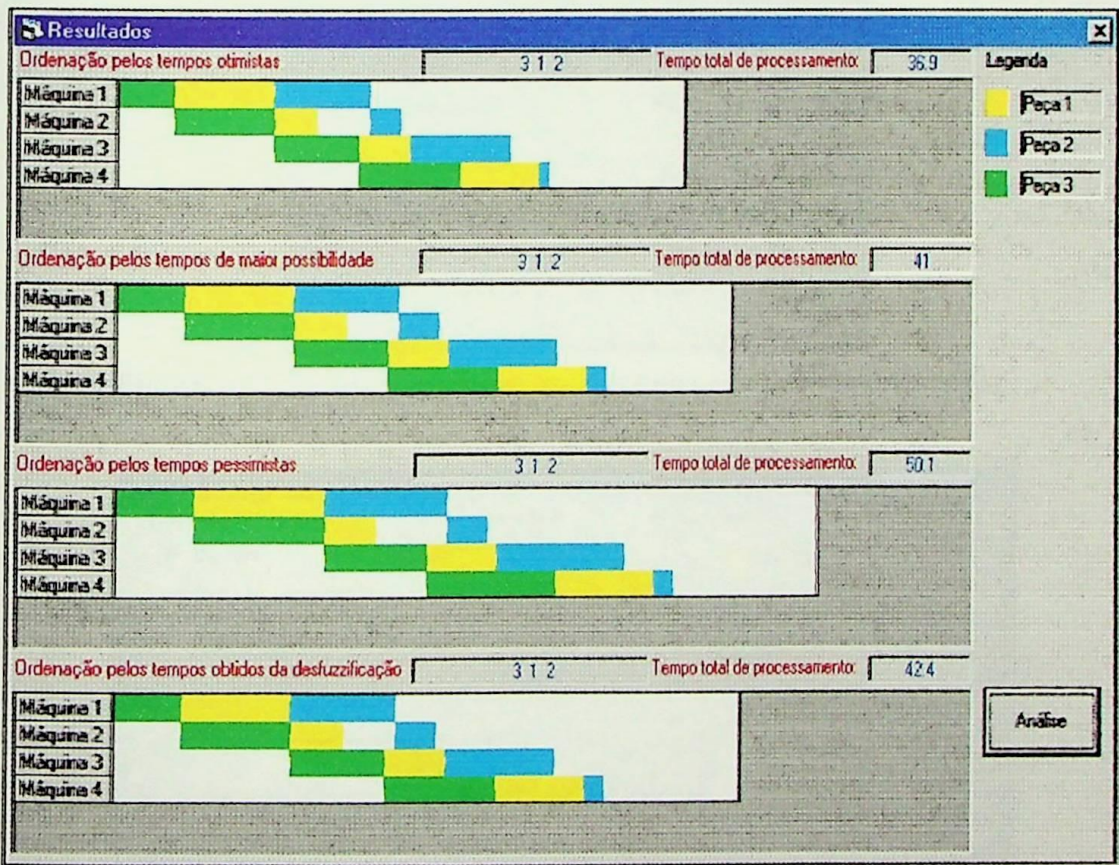 Resultados
Ordenação pelos tempos otimistas 3 1 2 Tempo total de processamento: 36.9 Legenda
Máquina 1
Máquina 2
Máquina 3
Máquina 4
Peça 1
Peça 2
Peça 3
Ordenação pelos tempos de maior possibilidade 3 1 2 Tempo total de processamento: 41
Máquina 1
Máquina 2
Máquina 3
Máquina 4
Ordenação pelos tempos pessimistas 3 1 2 Tempo total de processamento: 50.1
Máquina 1
Máquina 2
Máquina 3
Máquina 4
Ordenação pelos tempos obtidos da desfuzzificação 3 1 2 Tempo total de processamento: 42.4
Máquina 1
Máquina 2
Máquina 3
Máquina 4
Análise